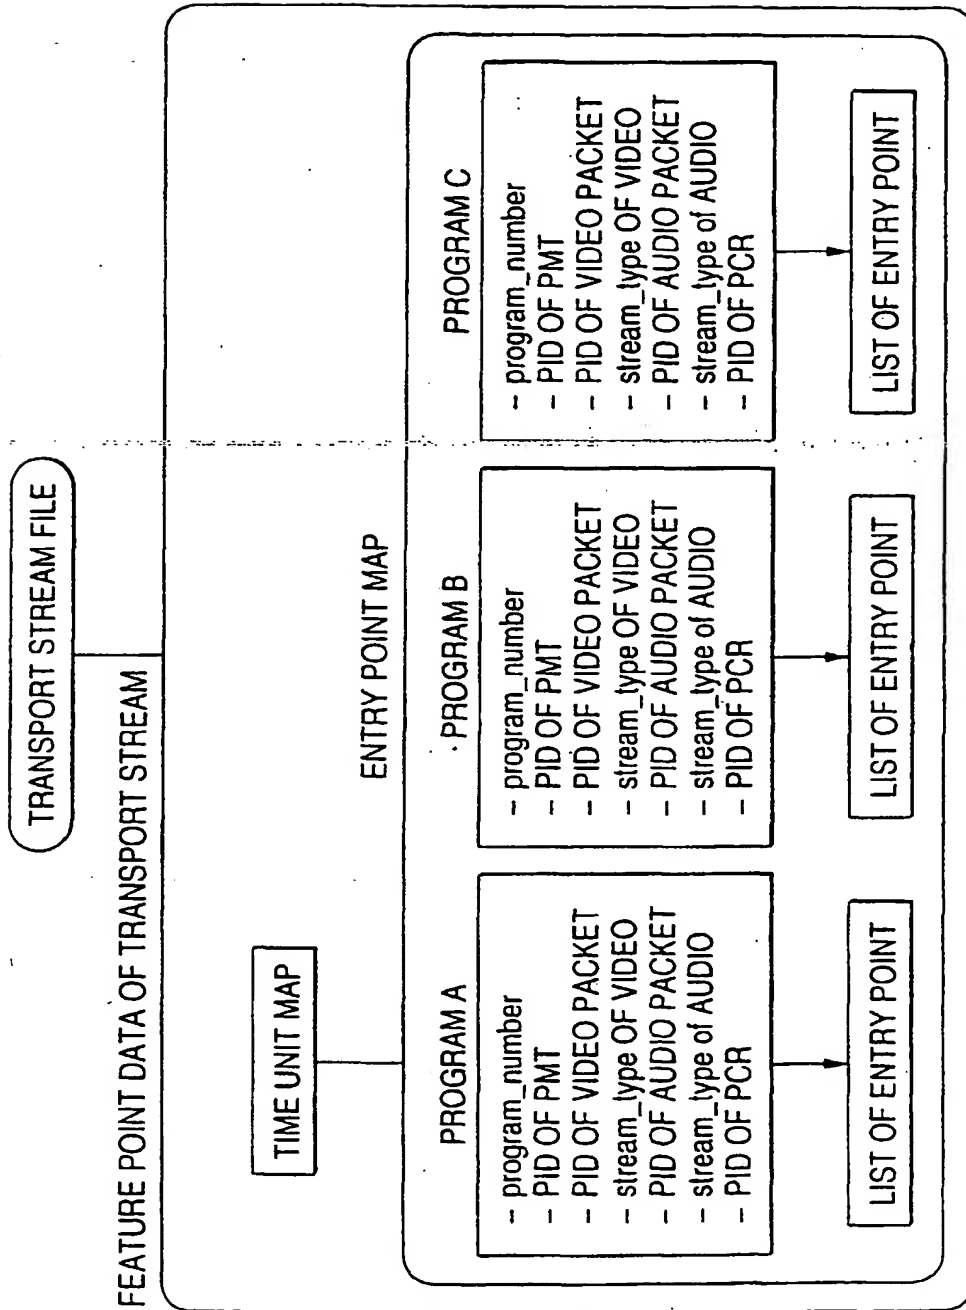 TRANSPORT STREAM FILE
FEATURE POINT DATA OF TRANSPORT STREAM
TIME UNIT MAP
ENTRY POINT MAP
PROGRAM A
- program_number
- PID OF PMT
- PID OF VIDEO PACKET
- stream_type OF VIDEO
- PID OF AUDIO PACKET
- stream_type of AUDIO
- PID OF PCR
LIST OF ENTRY POINT
PROGRAM B
- program_number
- PID OF PMT
- PID OF VIDEO PACKET
- stream_type OF VIDEO
- PID OF AUDIO PACKET
- stream_type of AUDIO
- PID OF PCR
LIST OF ENTRY POINT
PROGRAM C
- program_number
- PID OF PMT
- PID OF VIDEO PACKET
- stream_type OF VIDEO
- PID OF AUDIO PACKET
- stream_type of AUDIO
- PID OF PCR
LIST OF ENTRY POINT